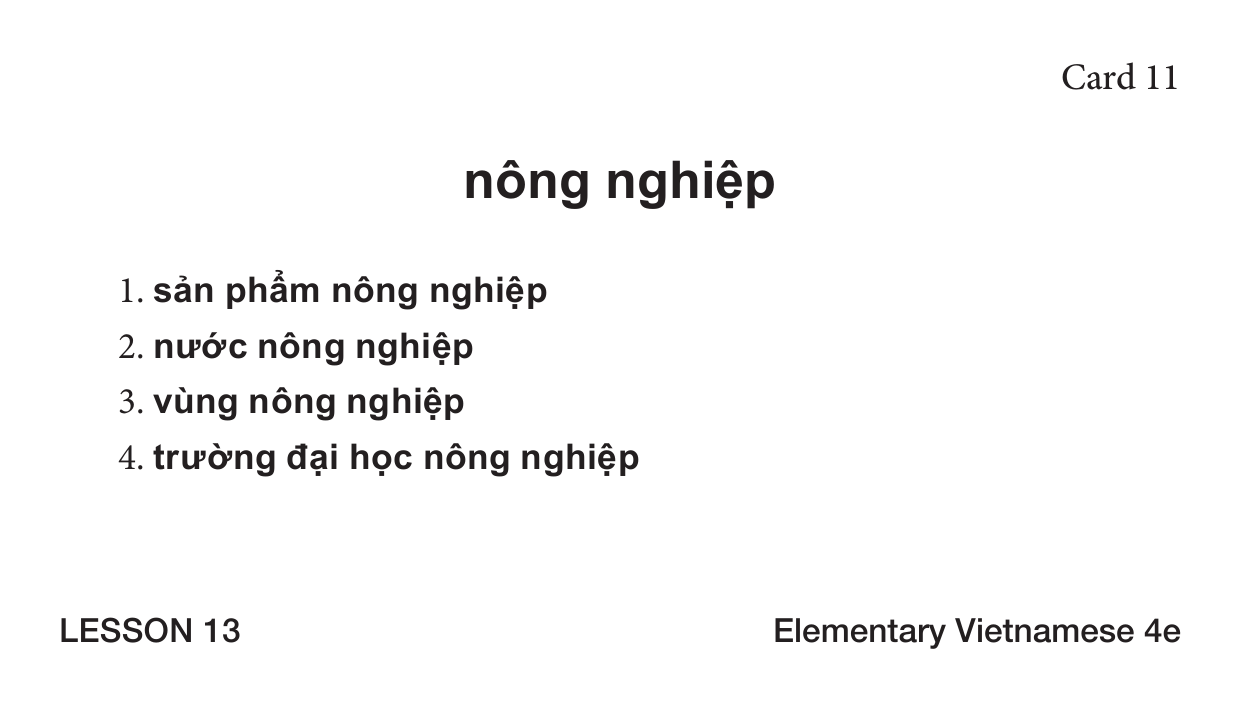 Card 11
nông nghiệp
1. sản phẩm nông nghiệp
2. nước nông nghiệp
3. vùng nông nghiệp
4. trường đại học nông nghiệp
LESSON 13
Elementary Vietnamese 4e